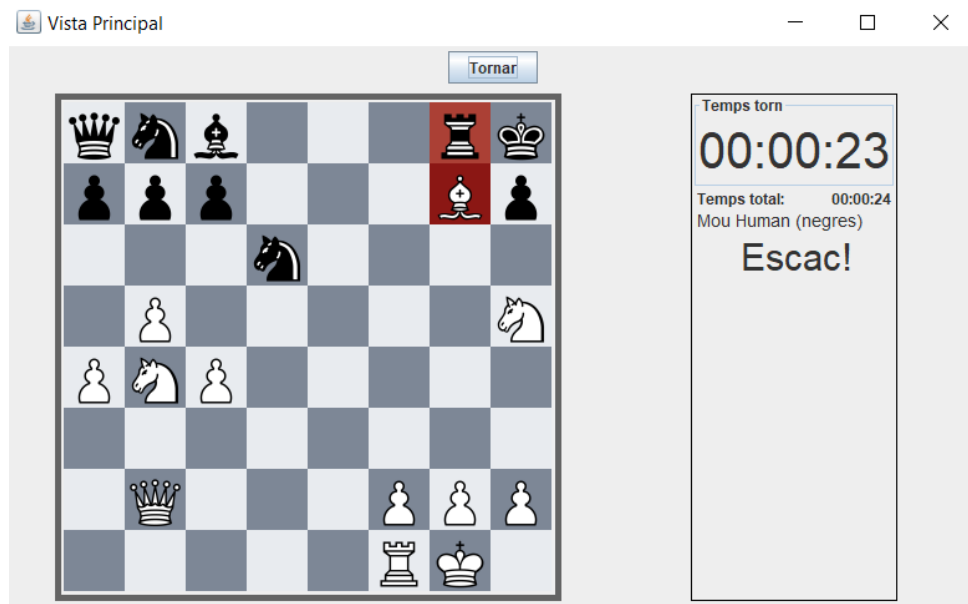 Vista Principal
Tornar
Temps torn
00:00:23
Temps total: 00:00:24
Mou Human (negres)
Escac!